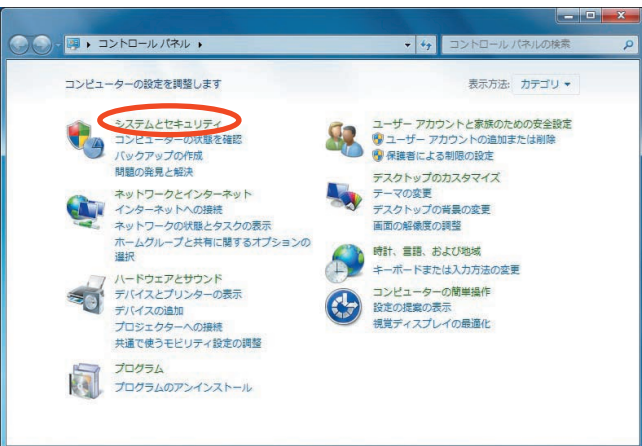 コントロール パネル
コントロール パネルの検索
コンピューターの設定を調整します
表示方法: カテゴリ
システムとセキュリティ
コンピューターの状態を確認
バックアップの作成
問題の発見と解決
ネットワークとインターネット
インターネットへの接続
ネットワークの状態とタスクの表示
ホームグループと共有に関するオプションの
選択
ハードウェアとサウンド
デバイスとプリンターの表示
デバイスの追加
プロジェクターへの接続
共通で使うモビリティ設定の調整
プログラム
プログラムのアンインストール
ユーザー アカウントと家族のための安全設定
ユーザー アカウントの追加または削除
保護者による制限の設定
デスクトップのカスタマイズ
テーマの変更
デスクトップの背景の変更
画面の解像度の調整
時計、言語、および地域
キーボードまたは入力方法の変更
コンピューターの簡単操作
設定の提案の表示
視覚ディスプレイの最適化